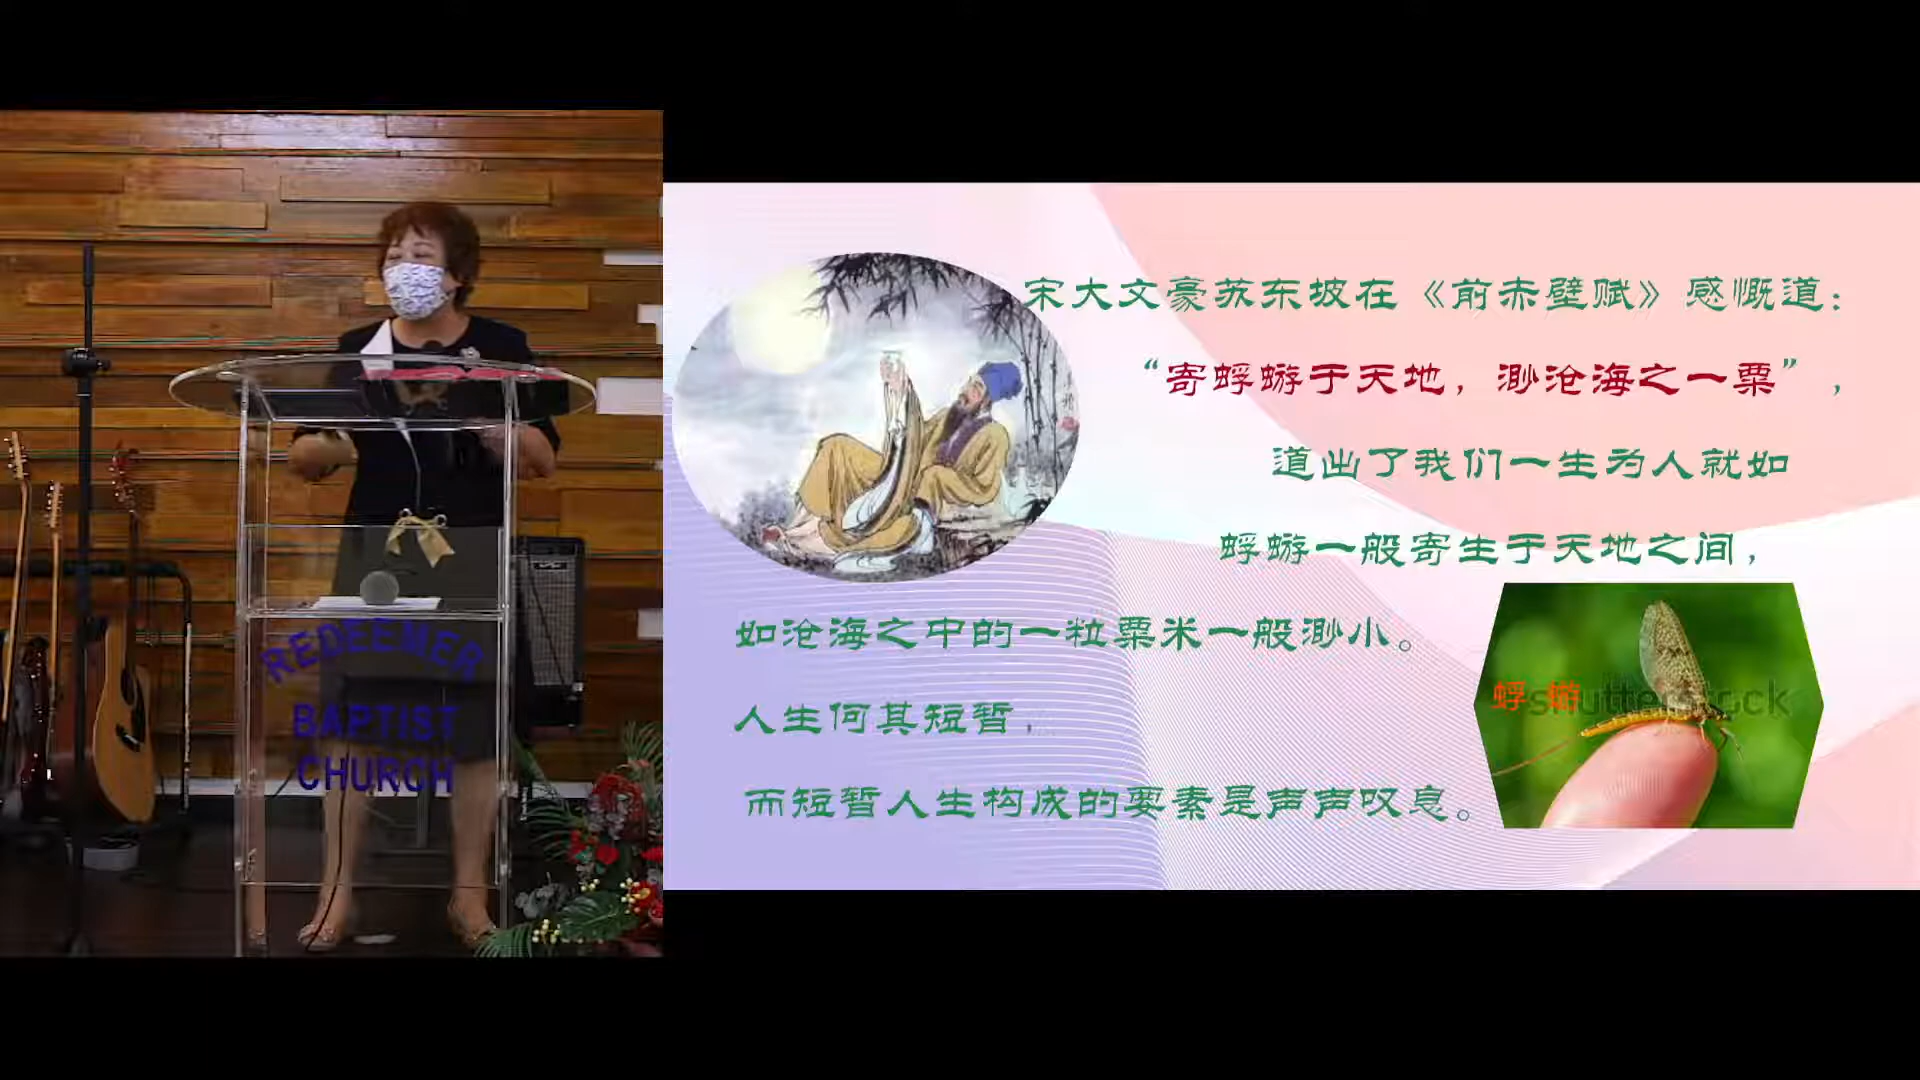 REDEEMER
BAPTIST
CHURCH
宋大文豪苏东坡在《前赤壁赋》感慨道：
“寄蜉蝣于天地，渺沧海之一粟”，
道出了我们一生为人就如
蜉蝣一般寄生于天地之间，
如沧海之中的一粒粟米一般渺小。
人生何其短暂，
而短暂人生构成的要素是声声叹息。
蜉 蝣
shutterstock